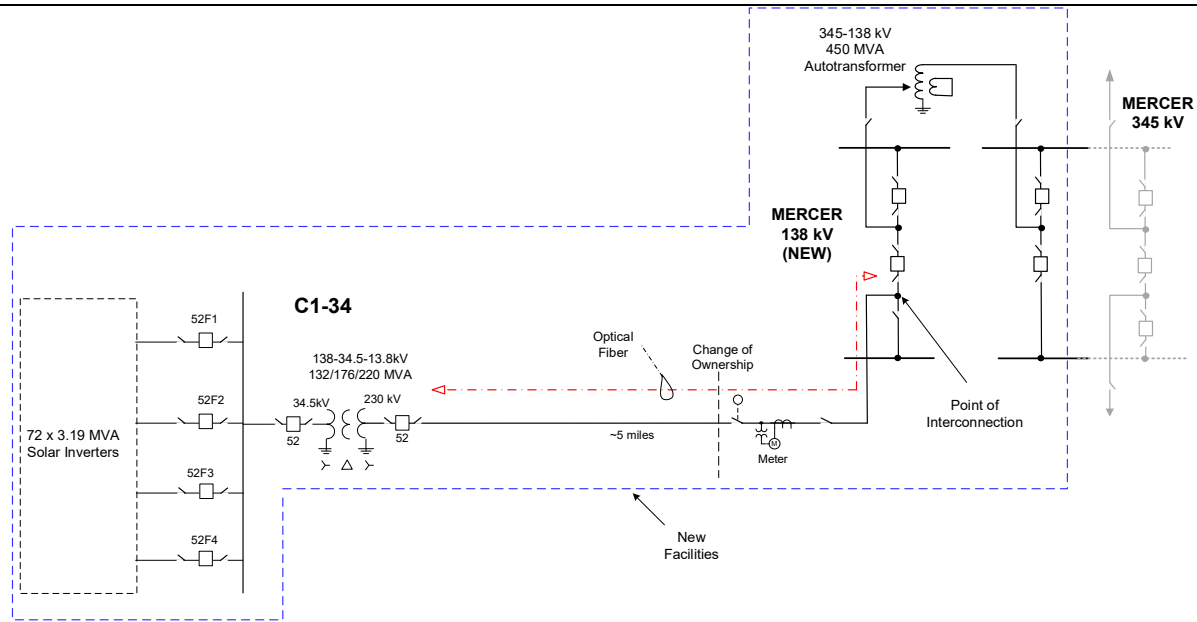 345-138 kV
450 MVA
Autotransformer
MERCER
345 kV
MERCER
138 kV
(NEW)
C1-34
52F1
52F2
52F3
52F4
72 x 3.19 MVA
Solar Inverters
138-34.5-13.8kV
132/176/220 MVA
34.5kV
230 kV
52
52
Optical
Fiber
Change of
Ownership
~5 miles
M
Meter
Point of
Interconnection
New
Facilities